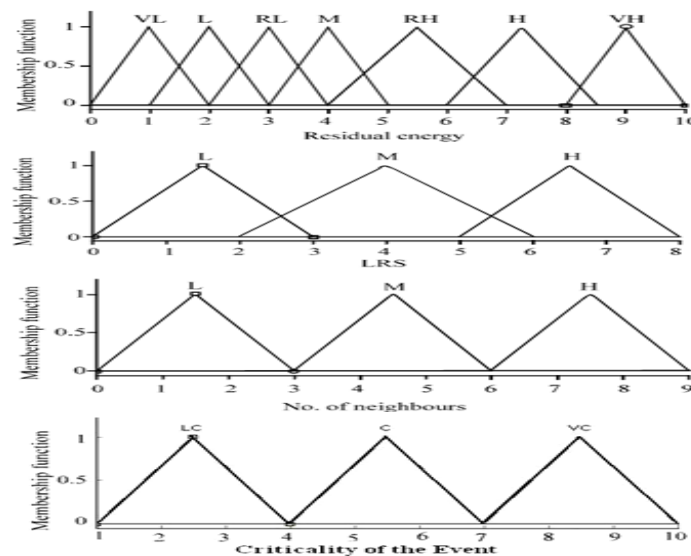 VL L RL M RH H VH
Membership function
1
0.5
0
0 1 2 3 4 5 6 7 8 9 10
Residual energy
L M H
Membership function
1
0.5
0
0 1 2 3 4 5 6 7 8
LRS
L M H
Membership function
1
0.5
0
0 1 2 3 4 5 6 7 8 9
No. of neighbours
LC C VC
Membership function
1
0.5
0
1 2 3 4 5 6 7 8 9 10
Criticality of the Event